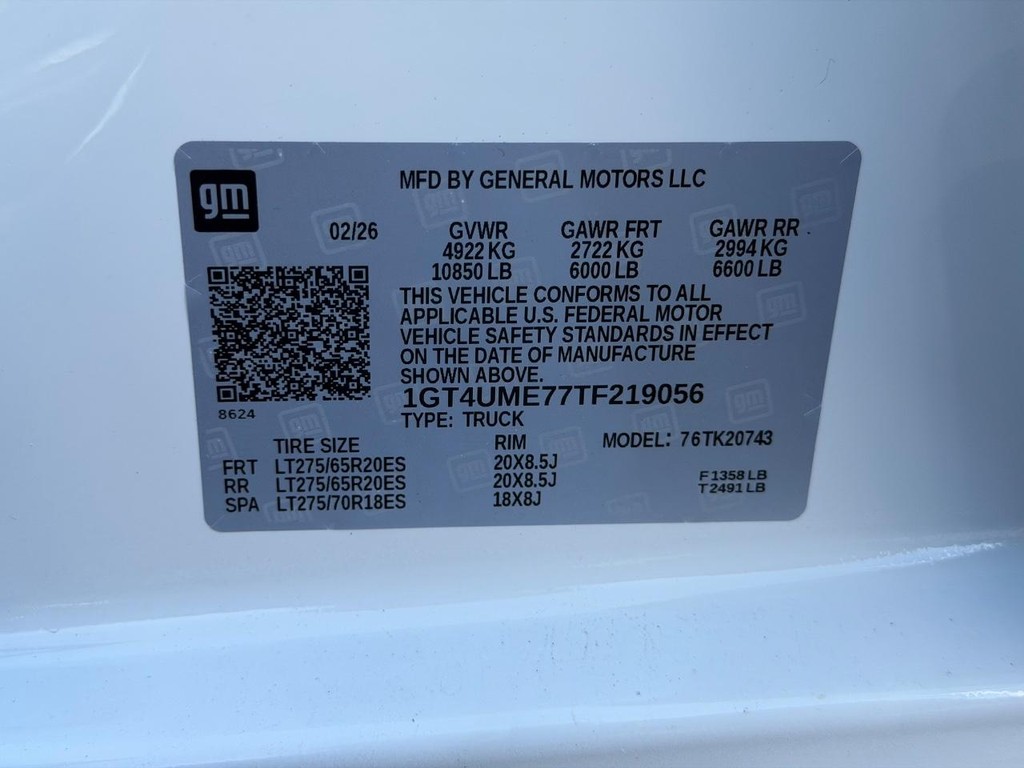 gm
MFD BY GENERAL MOTORS LLC
02/26 GVWR GAWR FRT GAWR RR
4922 KG 2722 KG 2994 KG
10850 LB 6000 LB 6600 LB
THIS VEHICLE CONFORMS TO ALL
APPLICABLE U.S. FEDERAL MOTOR
VEHICLE SAFETY STANDARDS IN EFFECT
ON THE DATE OF MANUFACTURE
SHOWN ABOVE.
8624
1GT4UME77TF219056
TYPE: TRUCK
TIRE SIZE RIM MODEL: 76TK20743
FRT LT275/65R20ES 20X8.5J
RR LT275/65R20ES 20X8.5J
SPA LT275/70R18ES 18X8J
F 1358 LB
T 2491 LB